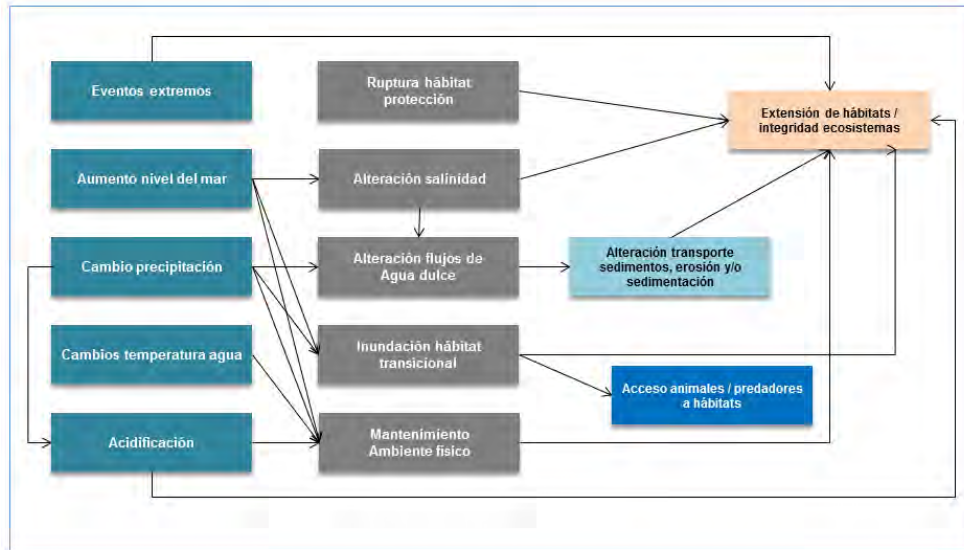 Eventos extremos
Ruptura hábitat
protección
Extensión de hábitats /
integridad ecosistemas
Aumento nivel del mar
Alteración salinidad
Cambio precipitación
Alteración flujos de
Agua dulce
Alteración transporte
sedimentos, erosión y/o
sedimentación
Cambios temperatura agua
Inundación hábitat
transicional
Acceso animales / predadores
a hábitats
Acidificación
Mantenimiento
Ambiente físico